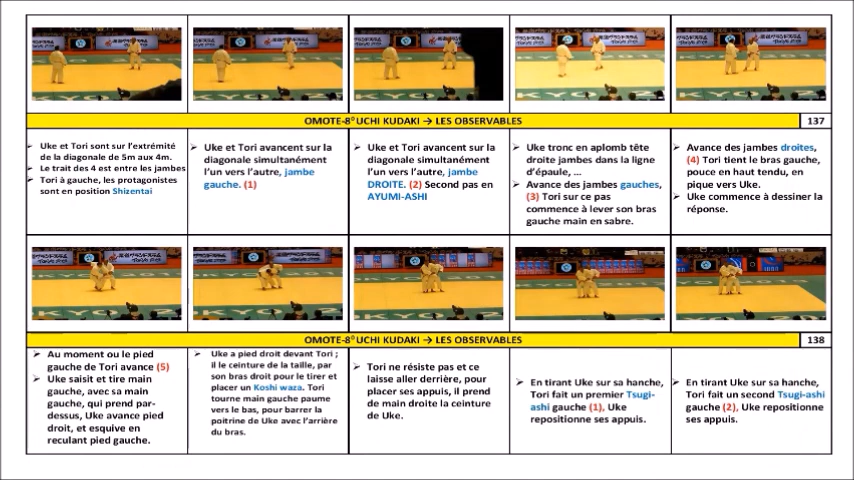 OMOTE-8° UCHI KUDAKI → LES OBSERVABLES
137
➢ Uke et Tori sont sur l'extrémité
de la diagonale de 5m aux 4m.
➢ Le trait des 4 est entre les jambes
➢ Tori à gauche, les protagonistes
sont en position Shizentai
➢ Uke et Tori avancent sur la
diagonale simultanément
l'un vers l'autre, jambe
gauche. (1)
➢ Uke et Tori avancent sur la
diagonale simultanément
l'un vers l'autre, jambe
DROITE. (2) Second pas en
AYUMI-ASHI
➢ Uke tronc en aplomb tête
droite jambes dans la ligne
d'épaule, ...
➢ Avance des jambes gauches,
(3) Tori sur ce pas
commence à lever son bras
gauche main en sabre.
➢ Avance des jambes droites,
(4) Tori tient le bras gauche,
pouce en haut tendu, en
pique vers Uke.
➢ Uke commence à dessiner la
réponse.
OMOTE-8° UCHI KUDAKI → LES OBSERVABLES
138
➢ Au moment ou le pied
gauche de Tori avance (5)
➢ Uke saisit et tire main
gauche, avec sa main
gauche, qui prend par-
dessus, Uke avance pied
droit, et esquive en
reculant pied gauche.
➢ Uke a pied droit devant Tori ;
il le ceinture de la taille, par
son bras droit pour le tirer et
placer un Koshi waza. Tori
tourne main gauche paume
vers le bas, pour barrer la
poitrine de Uke avec l'arrière
du bras.
➢ Tori ne résiste pas et ce
laisse aller derrière, pour
placer ses appuis, il prend
de main droite la ceinture
de Uke.
➢ En tirant Uke sur sa hanche,
Tori fait un premier Tsugi-
ashi gauche (1), Uke
repositionne ses appuis.
➢ En tirant Uke sur sa hanche,
Tori fait un second Tsugi-ashi
gauche (2), Uke repositionne
ses appuis.